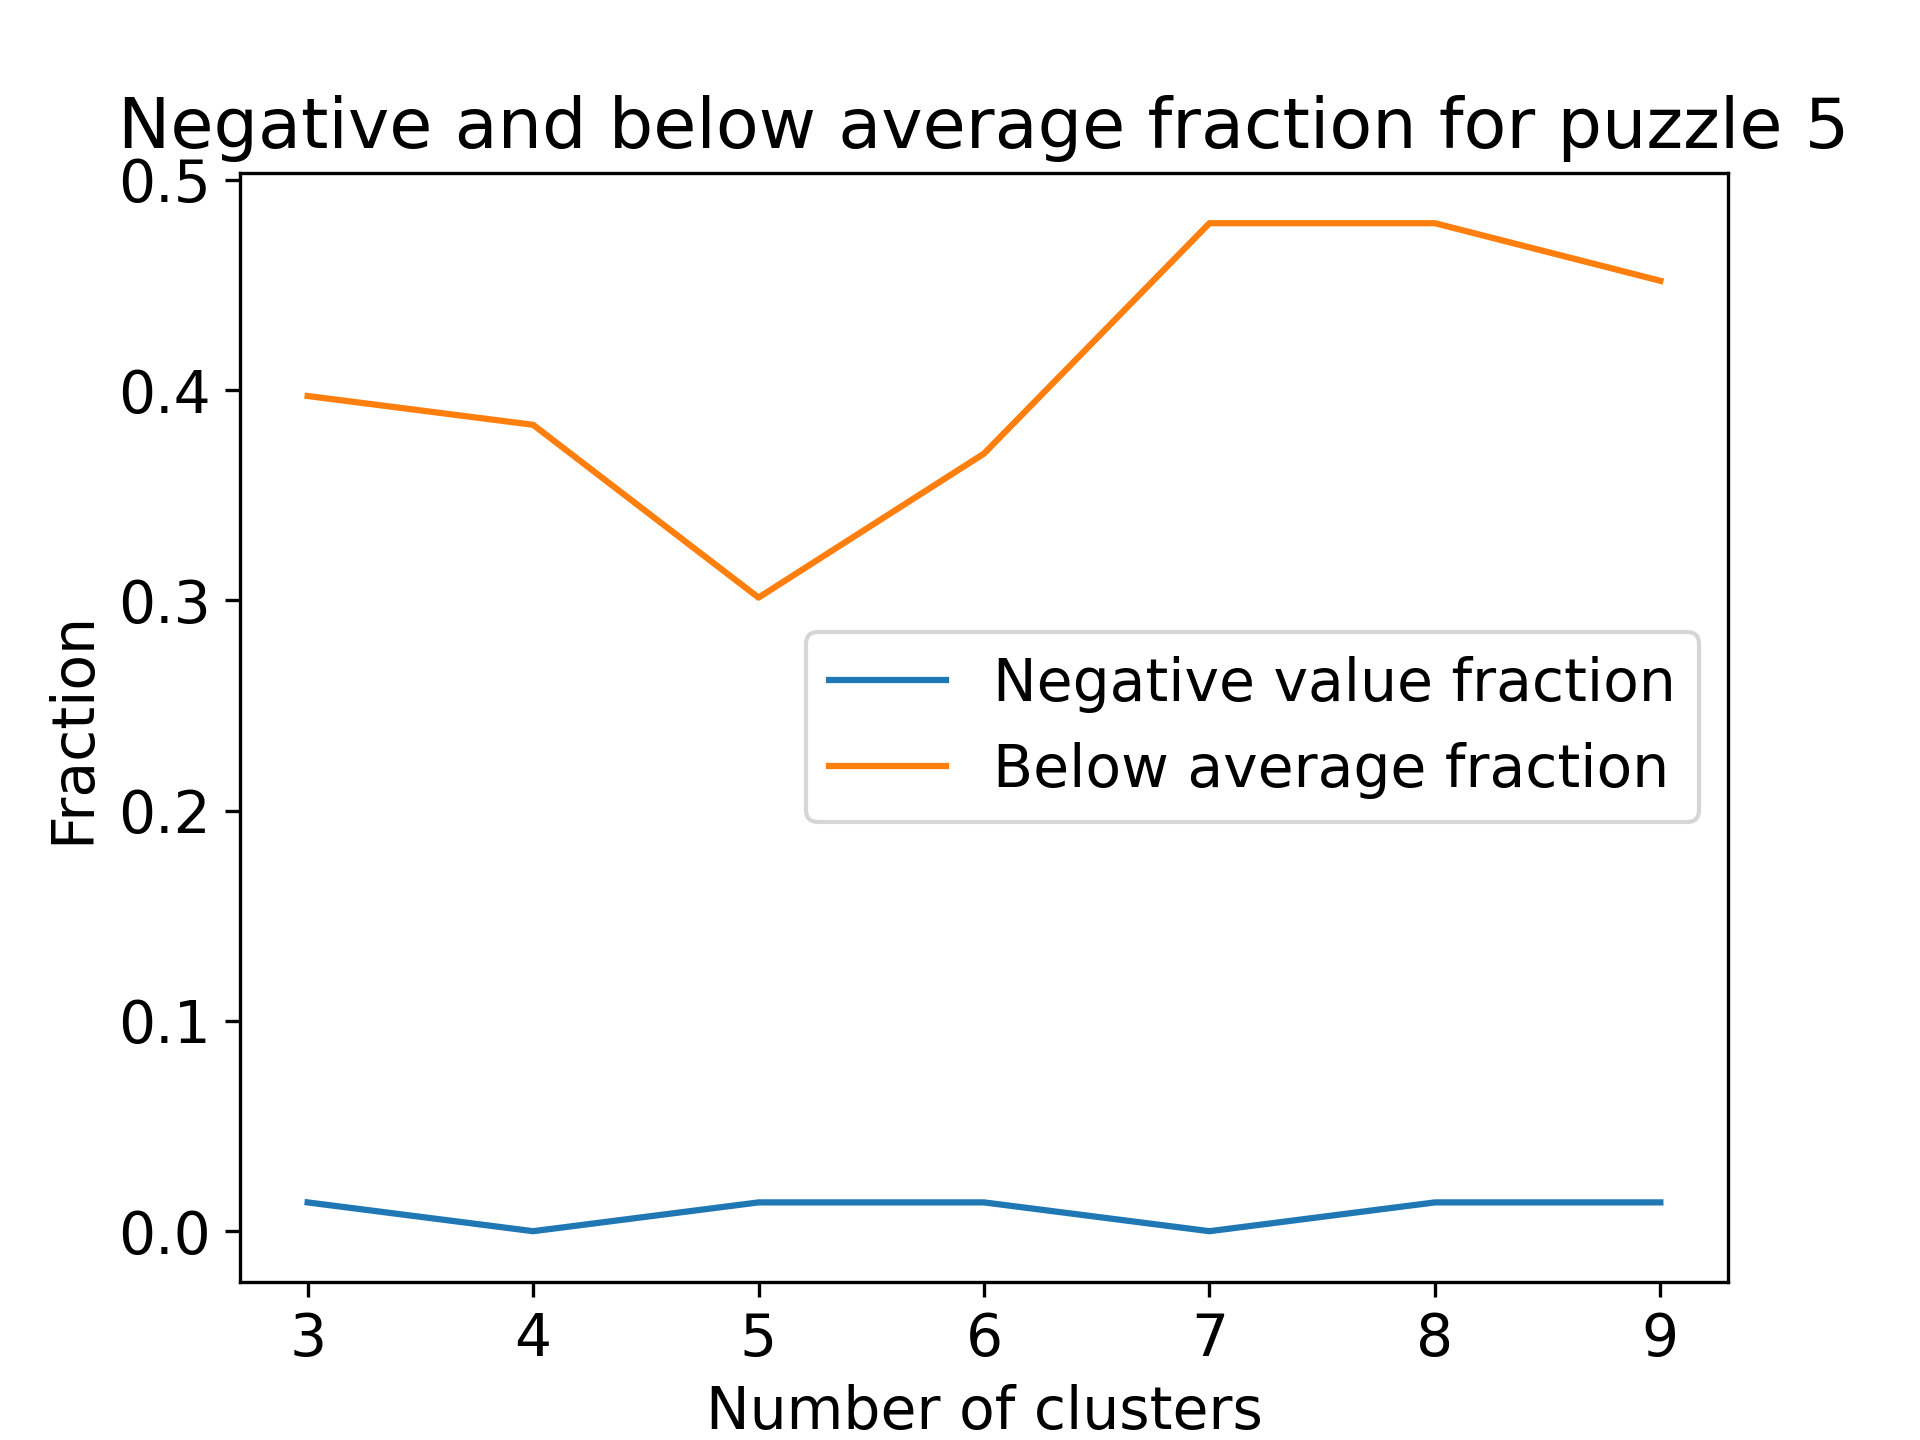 Negative and below average fraction for puzzle 5
0.5
0.4
0.3
0.2
0.1
0.0
Fraction
Negative value fraction
Below average fraction
3 4 5 6 7 8 9
Number of clusters